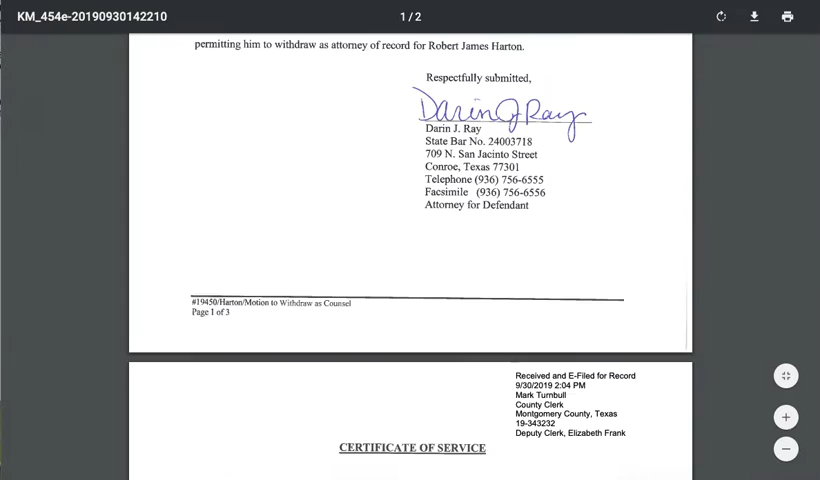 KM_454e-20190930142210
1 / 2
permitting him to withdraw as attorney of record for Robert James Harton.
Respectfully submitted,
Darin J Ray
Darin J. Ray
State Bar No. 24003718
709 N. San Jacinto Street
Conroe, Texas 77301
Telephone (936) 756-6555
Facsimile (936) 756-6556
Attorney for Defendant
#19450/Harton/Motion to Withdraw as Counsel
Page 1 of 3
Received and E-Filed for Record
9/30/2019 2:04 PM
Mark Turnbull
County Clerk
Montgomery County, Texas
19-343232
Deputy Clerk, Elizabeth Frank
CERTIFICATE OF SERVICE